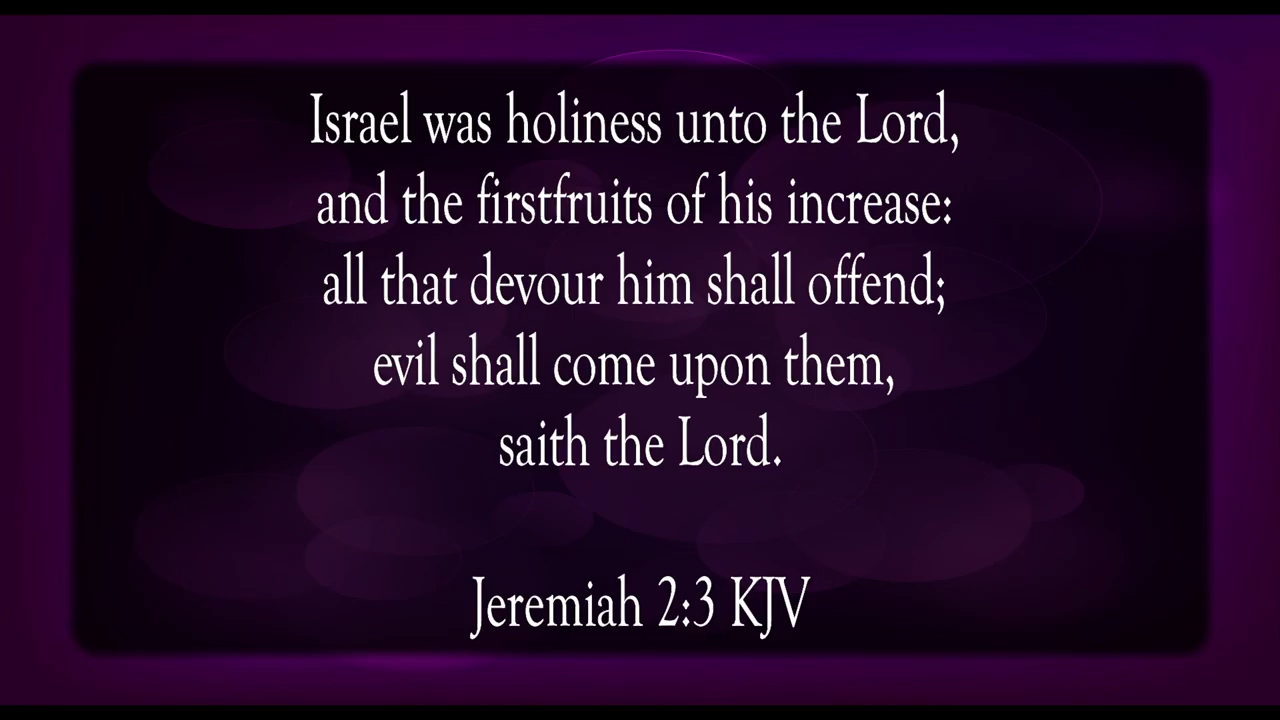 Israel was holiness unto the Lord,
and the firstfruits of his increase:
all that devour him shall offend;
evil shall come upon them,
saith the Lord.
Jeremiah 2:3 KJV